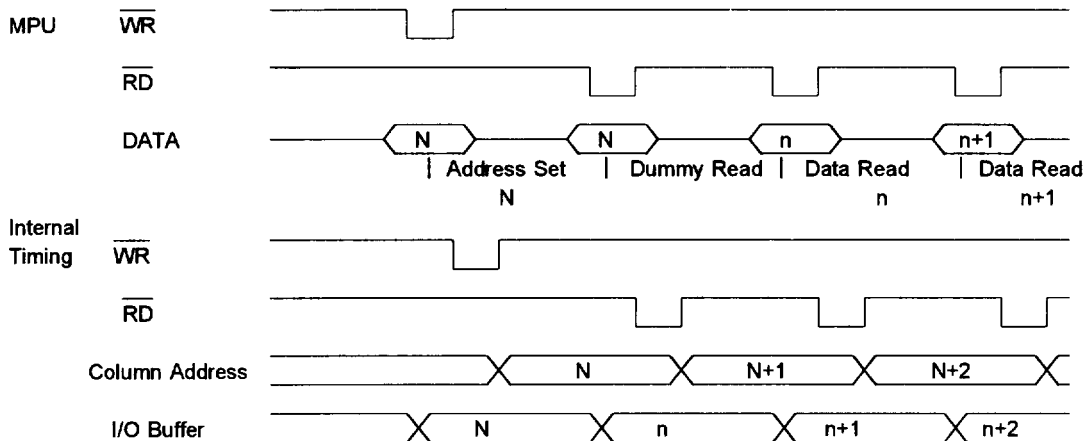 MPU WR
RD
DATA N N n n+1
Address Set Dummy Read Data Read Data Read
N n n+1
Internal
Timing WR
RD
Column Address N N+1 N+2
I/O Buffer N n n+1 n+2